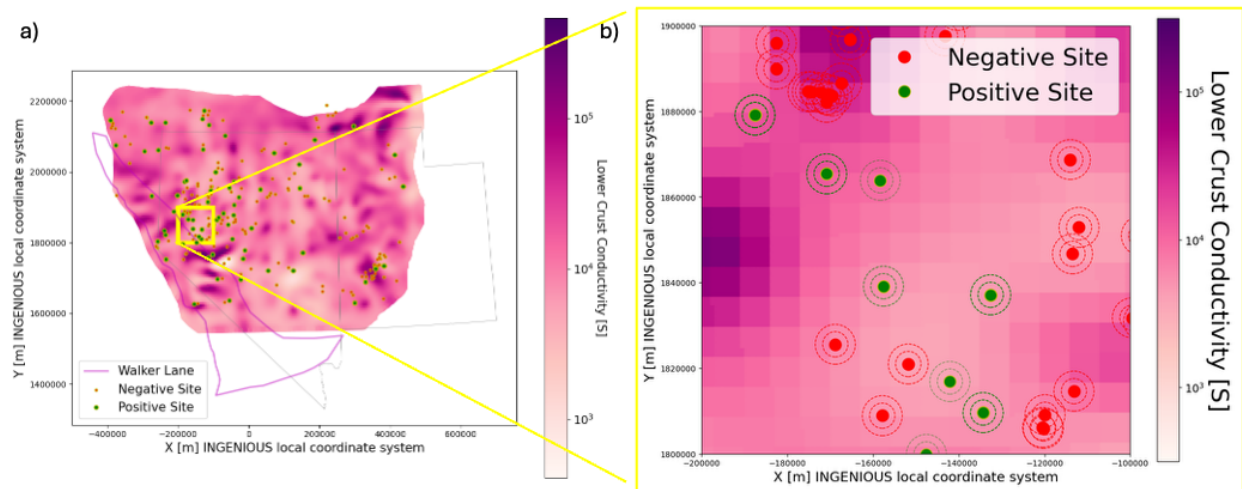 a)
2200000
2000000
1800000
1600000
1400000
Y [m] INGENIOUS local coordinate system
−400000 −200000 0 200000 400000 600000
X [m] INGENIOUS local coordinate system
Walker Lane
Negative Site
Positive Site
10⁵
10⁴
10³
Lower Crust Conductivity [S]
b)
1900000
1880000
1860000
1840000
1820000
1800000
Y [m] INGENIOUS local coordinate system
−200000 −180000 −160000 −140000 −120000 −100000
X [m] INGENIOUS local coordinate system
Negative Site
Positive Site
10⁵
10⁴
10³
Lower Crust Conductivity [S]